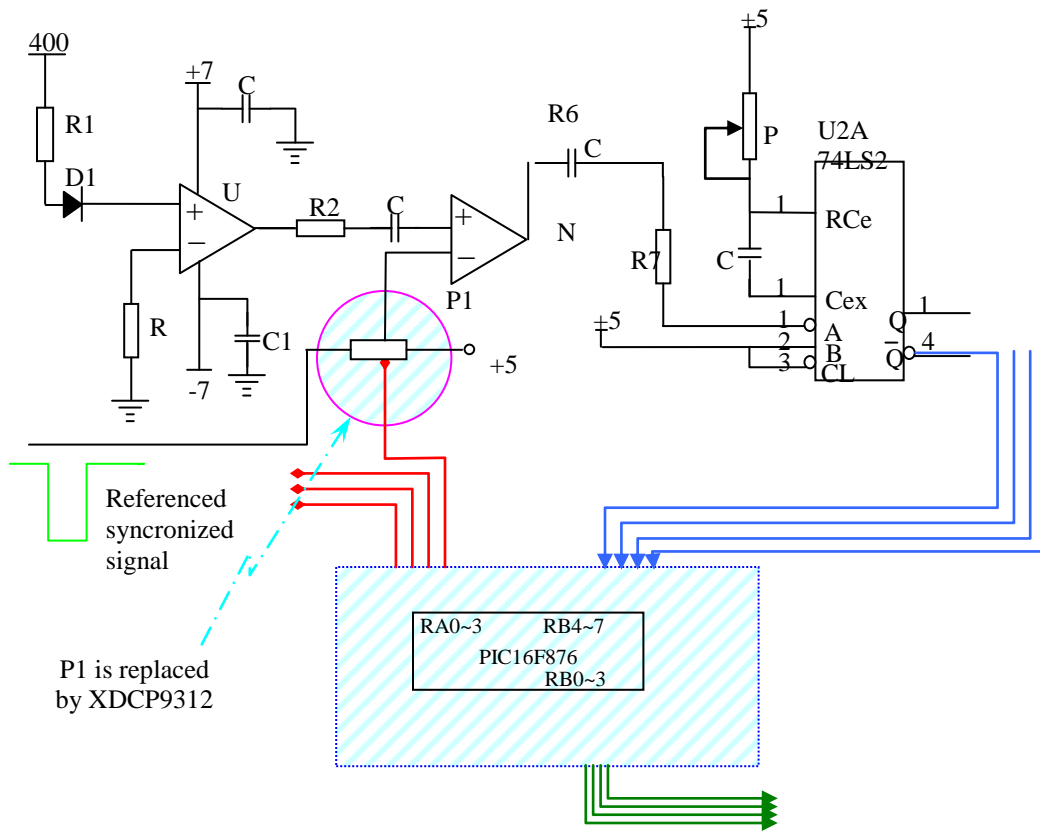 400
R1
D1
+7
C
U
+
−
R
C1
-7
R2
C
+
−
P1
R6
C
N
R7
+5
P
U2A
74LS2
1
RCe
C
1
Cex
1
A
+5
2
B
3
CL
Q
1
Q
4
+5
Referenced
syncronized
signal
P1 is replaced
by XDCP9312
RA0~3
RB4~7
PIC16F876
RB0~3